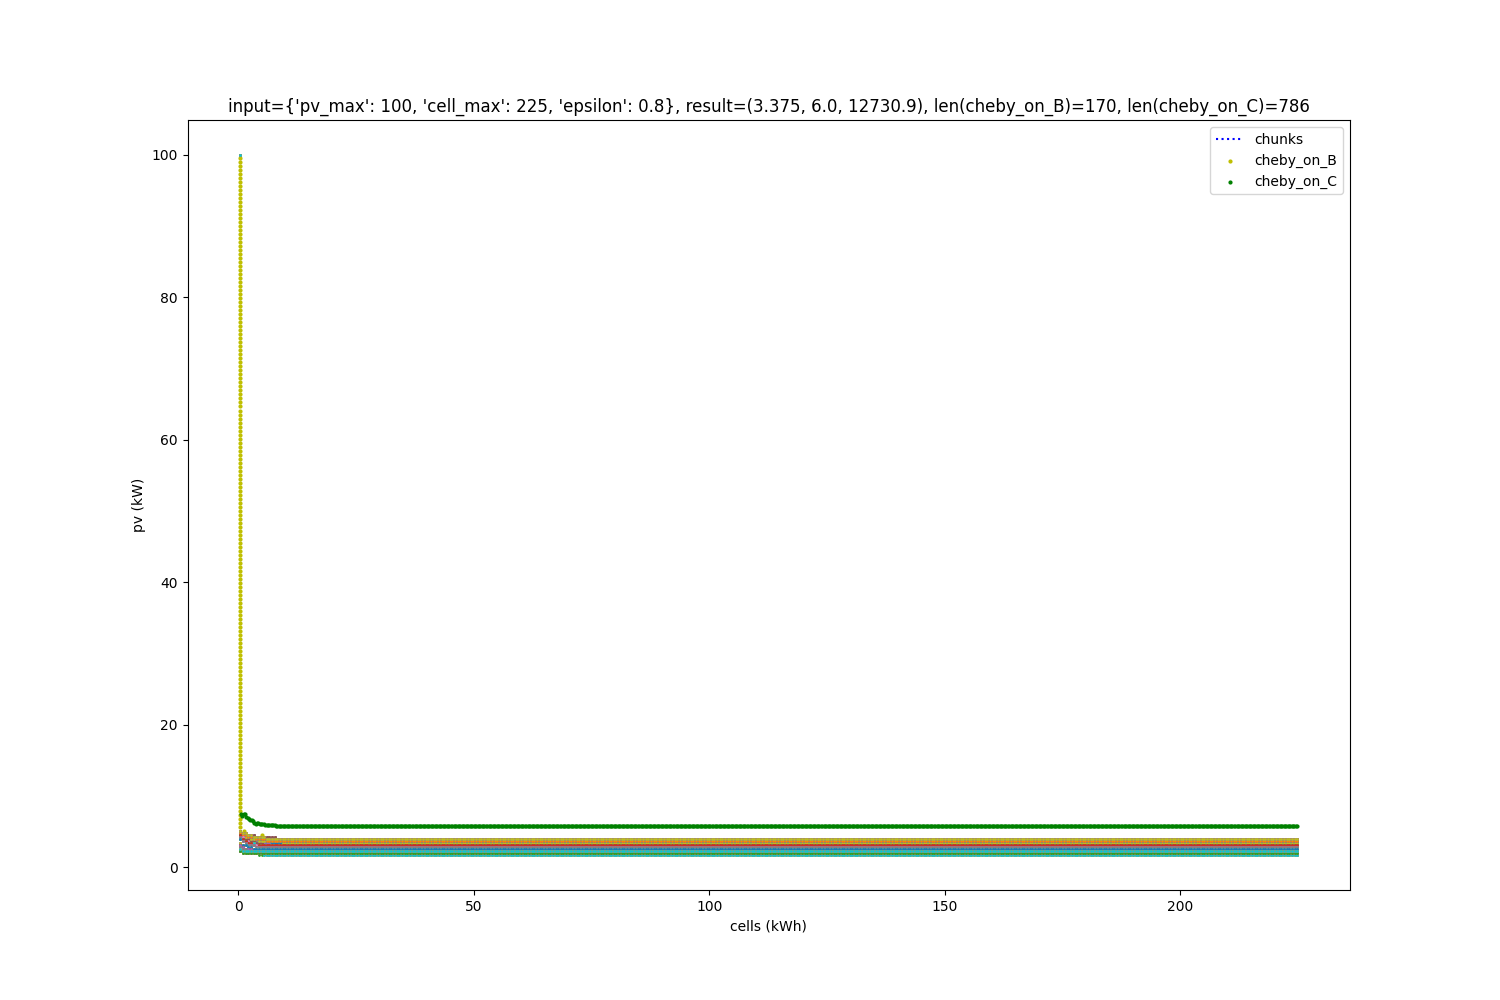 input={'pv_max': 100, 'cell_max': 225, 'epsilon': 0.8}, result=(3.375, 6.0, 12730.9), len(cheby_on_B)=170, len(cheby_on_C)=786
chunks
cheby_on_B
cheby_on_C
100
80
60
40
20
0
pv (kW)
0 50 100 150 200
cells (kWh)